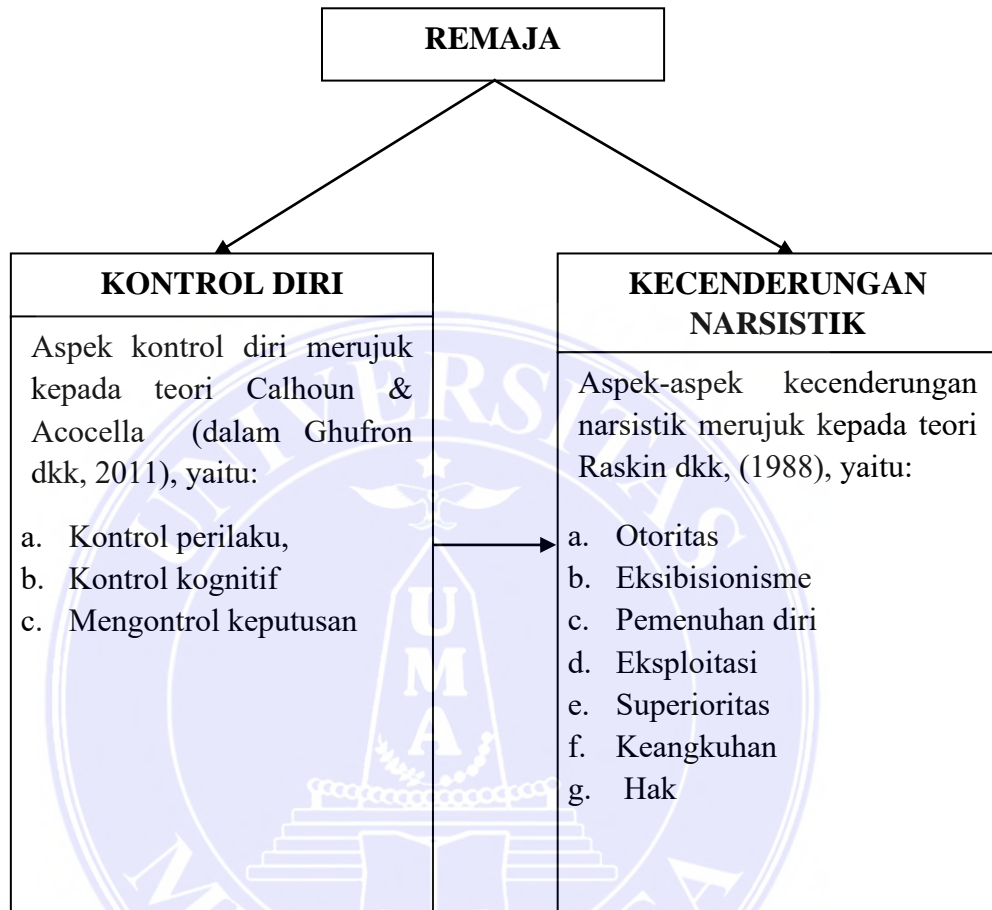 REMAJA
KONTROL DIRI
Aspek kontrol diri merujuk
kepada teori Calhoun &
Acocella (dalam Ghufron
dkk, 2011), yaitu:
a. Kontrol perilaku,
b. Kontrol kognitif
c. Mengontrol keputusan
KECENDERUNGAN
NARSISTIK
Aspek-aspek kecenderungan
narsistik merujuk kepada teori
Raskin dkk, (1988), yaitu:
a. Otoritas
b. Eksibisionisme
c. Pemenuhan diri
d. Eksploitasi
e. Superioritas
f. Keangkuhan
g. Hak
UNIVERSITAS
UMA